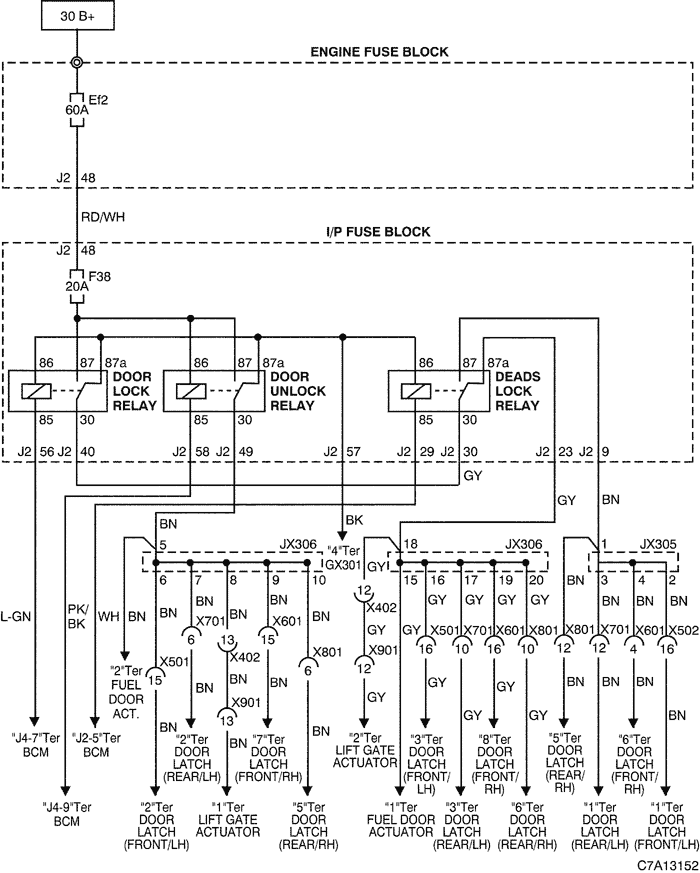 30 B+
ENGINE FUSE BLOCK
Ef2
60A
J2 48
RD/WH
I/P FUSE BLOCK
J2 48
F38
20A
86 87 87a 86 87 87a 86 87 87a
DOOR LOCK RELAY
DOOR UNLOCK RELAY
DEADS LOCK RELAY
85 30 85 30 85 30
J2 56 J2 40 J2 58 J2 49 J2 57 J2 29 J2 30 J2 23 J2 9
GY
GY
BN
BN
BK
5 JX306
"4"Ter
GX301
18 JX306
1 JX305
6 7 8 9 10
15 16 17 19 20
3 4 2
L-GN
PK/
BK
WH
BN
BN BN BN BN BN
GY
12
X402
GY
X901
12
GY
GY GY GY GY GY
BN BN BN BN
X701
6
13
X402
X601
15
X501
15
BN
X901
13
X801
6
X501
16
X701
10
X601
16
X801
10
X801
12
X701
12
X601
4
X502
16
BN BN BN BN BN
GY GY GY GY GY
BN BN BN BN
"2"Ter
FUEL
DOOR
ACT.
"J4-7"Ter
BCM
"J2-5"Ter
BCM
"2"Ter
DOOR
LATCH
(REAR/LH)
"7"Ter
DOOR
LATCH
(FRONT/RH)
"2"Ter
LIFT GATE
ACTUATOR
"3"Ter
DOOR
LATCH
(FRONT/
LH)
"8"Ter
DOOR
LATCH
(FRONT/
RH)
"5"Ter
DOOR
LATCH
(REAR/
RH)
"6"Ter
DOOR
LATCH
(FRONT/
RH)
"J4-9"Ter
BCM
"2"Ter
DOOR
LATCH
(FRONT/LH)
"1"Ter
LIFT GATE
ACTUATOR
"5"Ter
DOOR
LATCH
(REAR/RH)
"1"Ter
FUEL DOOR
ACTUATOR
"3"Ter
DOOR
LATCH
(REAR/LH)
"6"Ter
DOOR
LATCH
(REAR/RH)
"1"Ter
DOOR
LATCH
(REAR/LH)
"1"Ter
DOOR
LATCH
(FRONT/LH)
C7A13152